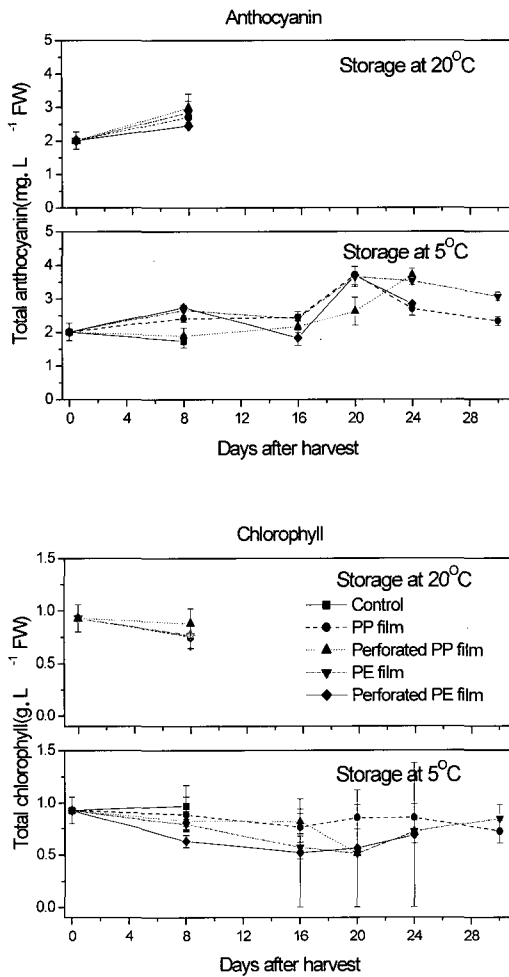 Anthocyanin
Storage at 20°C
5
4
3
2
1
0
Total anthocyanin(mg. L⁻¹ FW)
Storage at 5°C
5
4
3
2
1
0
0 4 8 12 16 20 24 28
Days after harvest
Chlorophyll
Storage at 20°C
1.5
1.0
0.5
0.0
Control
PP film
Perforated PP film
PE film
Perforated PE film
Total chlorophyll(g. L⁻¹ FW)
Storage at 5°C
1.5
1.0
0.5
0.0
0 4 8 12 16 20 24 28
Days after harvest